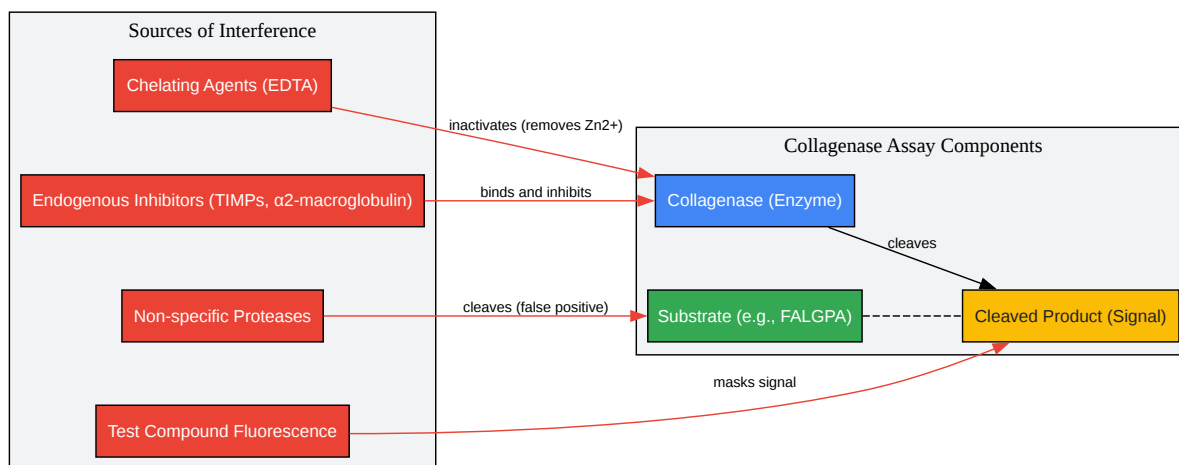 Sources of Interference
Chelating Agents (EDTA)
inactivates (removes Zn2+)
Collagenase Assay Components
Endogenous Inhibitors (TIMPs, α2-macroglobulin)
binds and inhibits
Collagenase (Enzyme)
cleaves
Non-specific Proteases
cleaves (false positive)
Substrate (e.g., FALGPA)
Cleaved Product (Signal)
masks signal
Test Compound Fluorescence